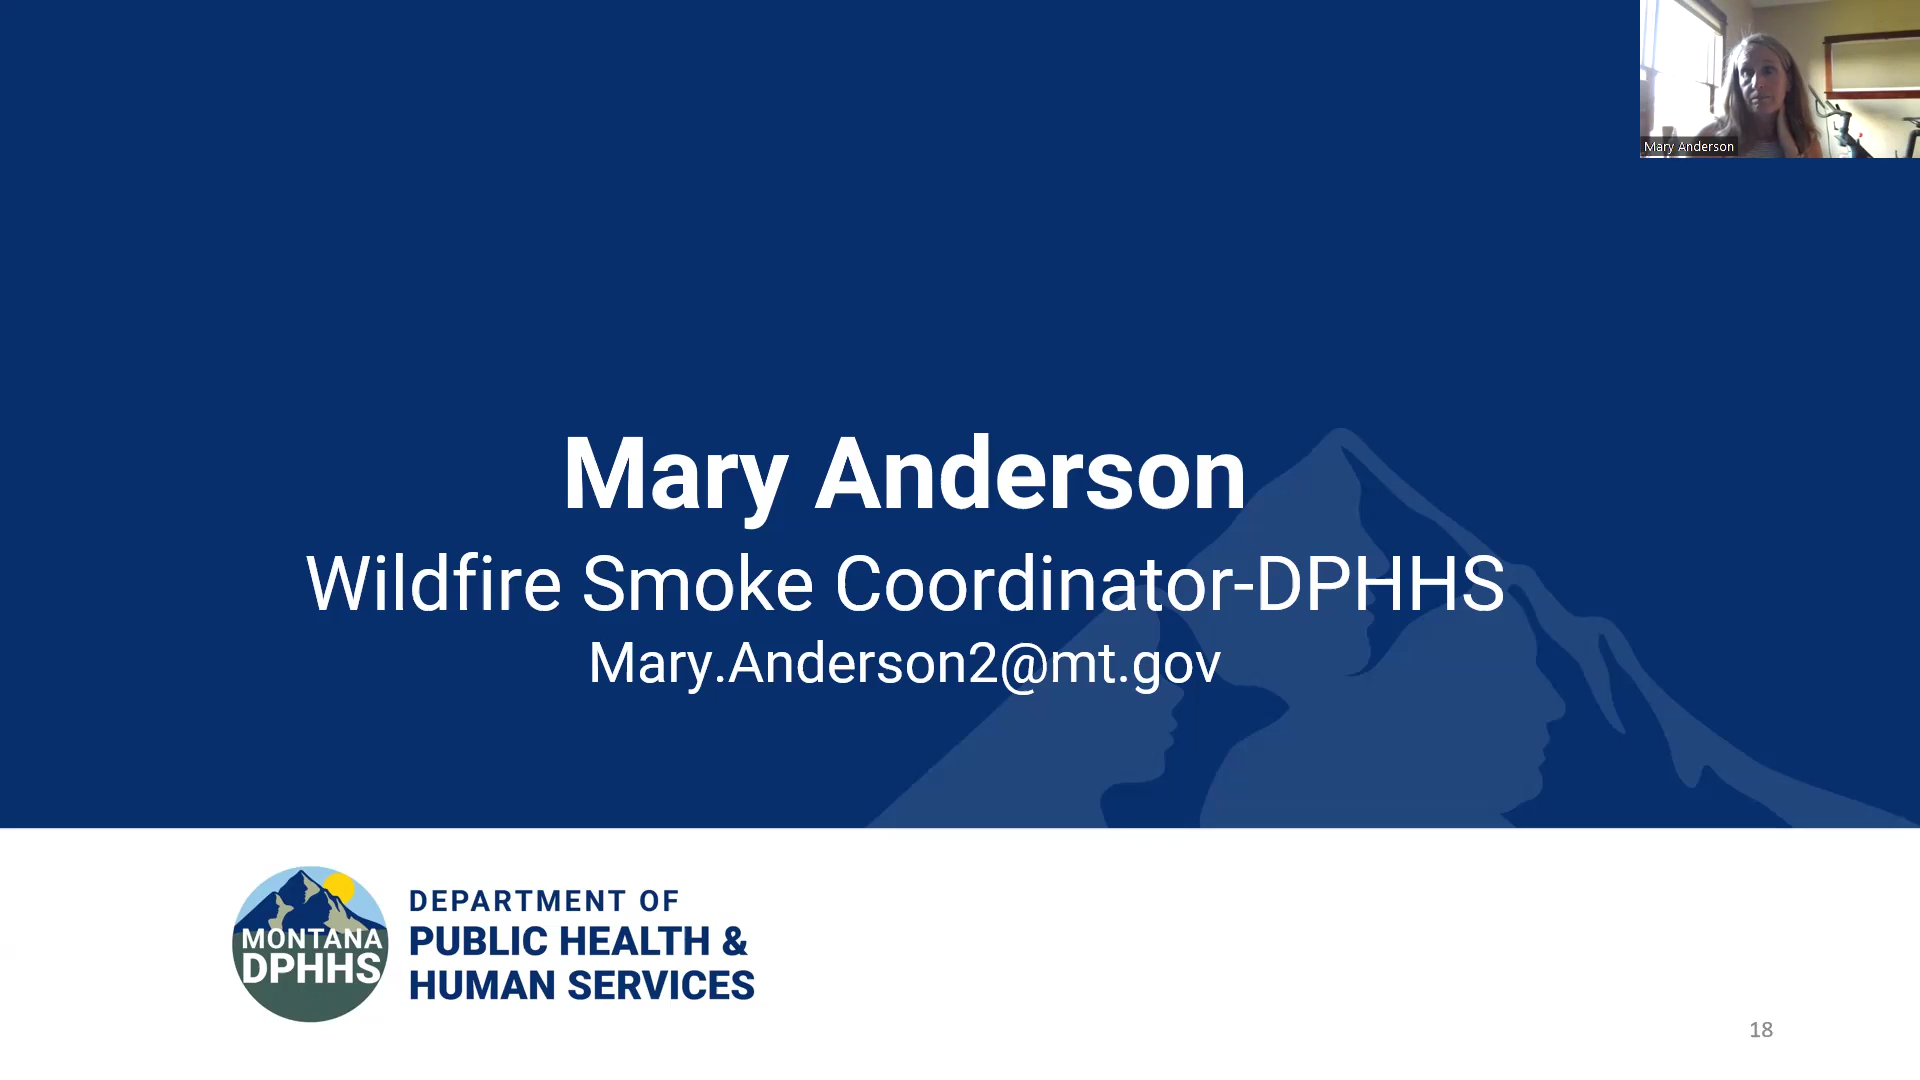 Mary Anderson
Mary Anderson
Wildfire Smoke Coordinator-DPHHS
Mary.Anderson2@mt.gov
MONTANA
DPHHS
DEPARTMENT OF
PUBLIC HEALTH &
HUMAN SERVICES
18